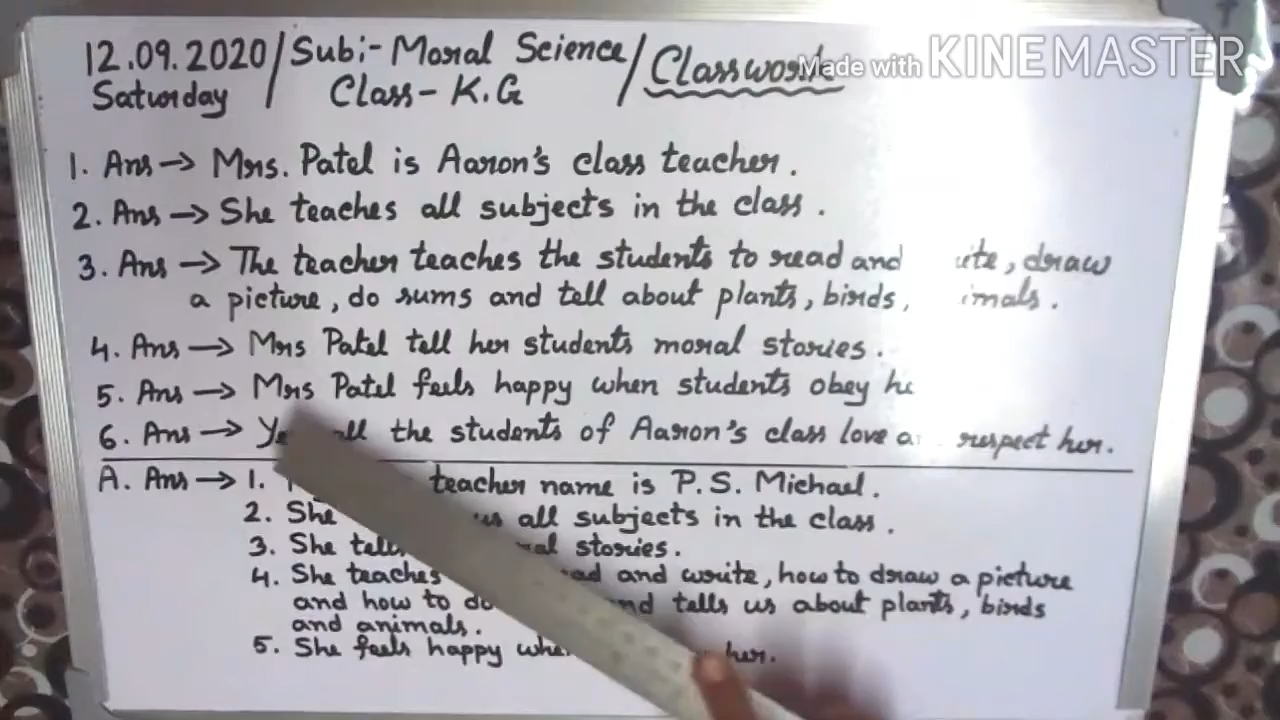 12.09.2020 / Sub:- Moral Science / Classwork
Saturday Class- K.G
Made with KINEMASTER
1. Ans → Mrs. Patel is Aaron's class teacher.
2. Ans → She teaches all subjects in the class.
3. Ans → The teacher teaches the students to read and draw
a picture, do sums and tell about plants, birds,
4. Ans → Mrs Patel tell her students moral stories.
5. Ans → Mrs Patel feels happy when students obey
6. Ans → the students of Aaron's class love respect her.
A. Ans → 1. teacher name is P.S. Michael.
2. She all subjects in the class.
3. She stories.
4. She teaches and write, how to draw a picture
and how to do tells us about plants, birds
and animals.
5. She feels happy her.